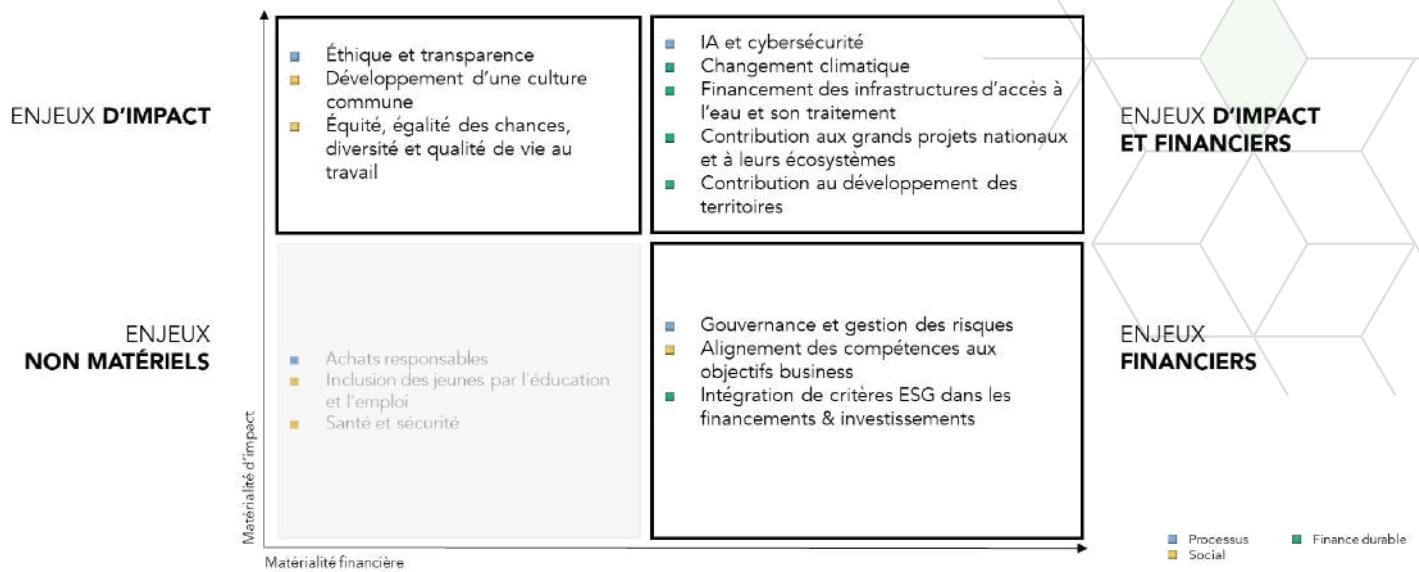 ENJEUX D'IMPACT
Éthique et transparence
Développement d'une culture
commune
Équité, égalité des chances,
diversité et qualité de vie au
travail
IA et cybersécurité
Changement climatique
Financement des infrastructures d'accès à
l'eau et son traitement
Contribution aux grands projets nationaux
et à leurs écosystèmes
Contribution au développement des
territoires
ENJEUX D'IMPACT
ET FINANCIERS
ENJEUX
NON MATÉRIELS
Achats responsables
Inclusion des jeunes par l'éducation
et l'emploi
Santé et sécurité
Gouvernance et gestion des risques
Alignement des compétences aux
objectifs business
Intégration de critères ESG dans les
financements & investissements
ENJEUX
FINANCIERS
Matérialité d'impact
Matérialité financière
Processus
Social
Finance durable